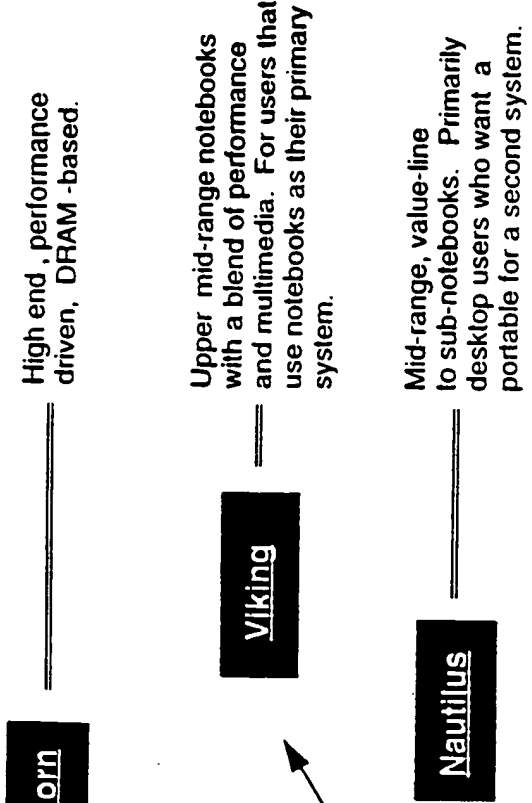 orn
High end , performance
driven, DRAM -based.
Viking
Upper mid-range notebooks
with a blend of performance
and multimedia. For users that
use notebooks as their primary
system.
Nautilus
Mid-range, value-line
to sub-notebooks. Primarily
desktop users who want a
portable for a second system.